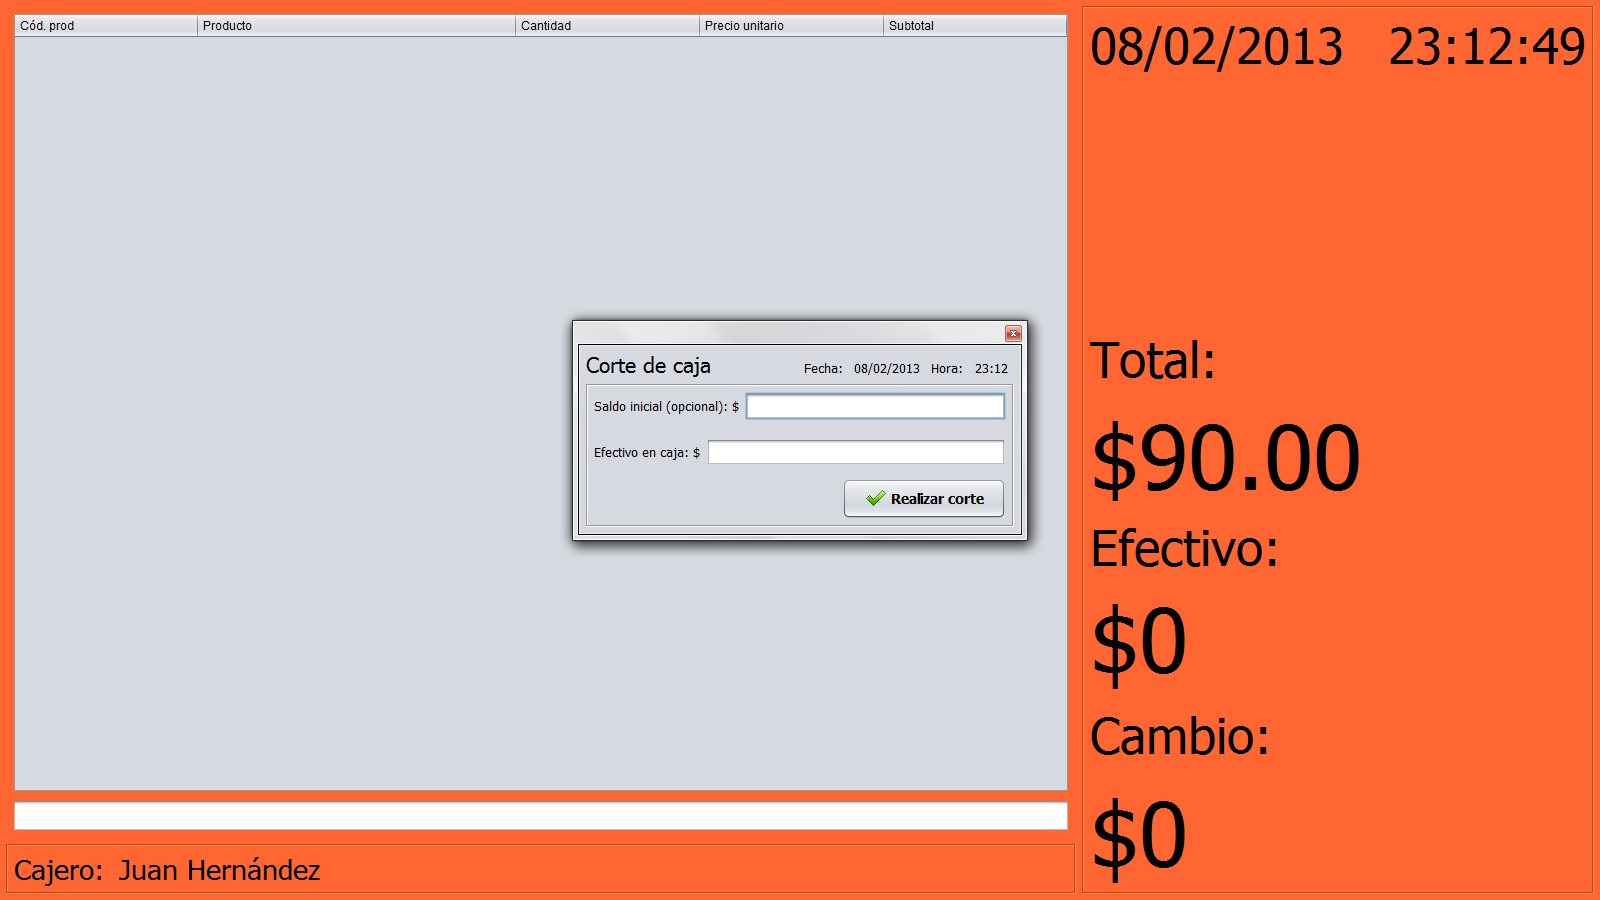 Cód. prod Producto Cantidad Precio unitario Subtotal
08/02/2013 23:12:49
Corte de caja Fecha: 08/02/2013 Hora: 23:12
Saldo inicial (opcional): $
Efectivo en caja: $
Realizar corte
Total:
$90.00
Efectivo:
$0
Cambio:
$0
Cajero: Juan Hernández